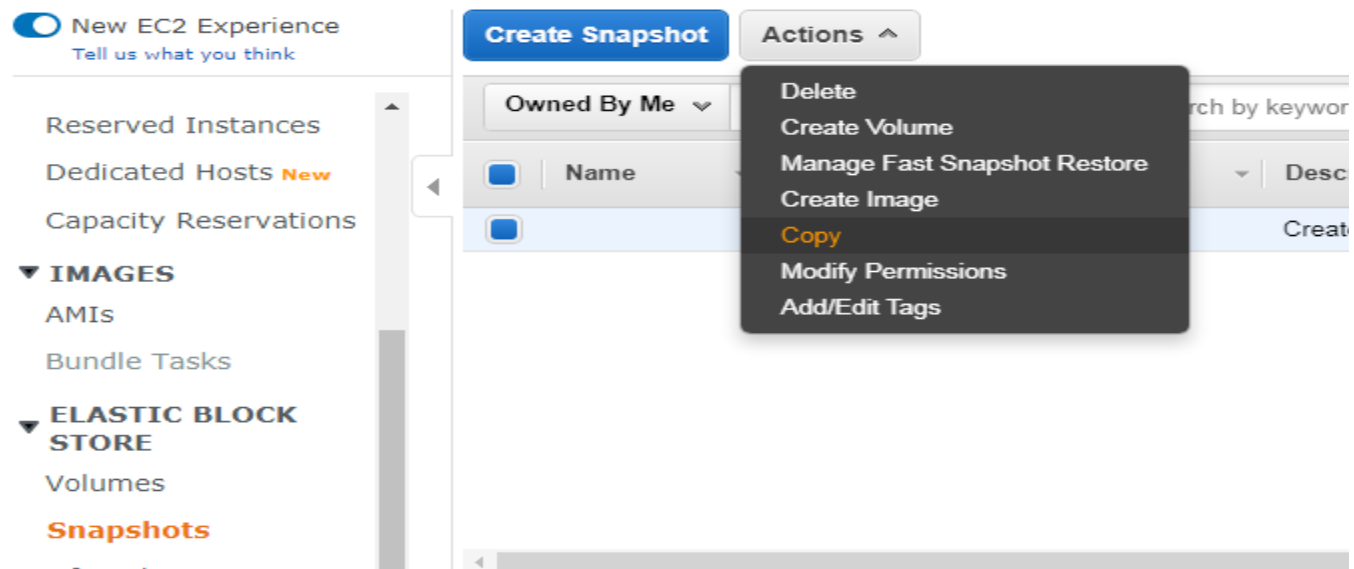 New EC2 Experience
Tell us what you think
Reserved Instances
Dedicated Hosts New
Capacity Reservations
IMAGES
AMIs
Bundle Tasks
ELASTIC BLOCK
STORE
Volumes
Snapshots
Create Snapshot Actions
Owned By Me
Name
Delete
Create Volume
Manage Fast Snapshot Restore
Create Image
Copy
Modify Permissions
Add/Edit Tags
rch by keywor
Desc
Creat